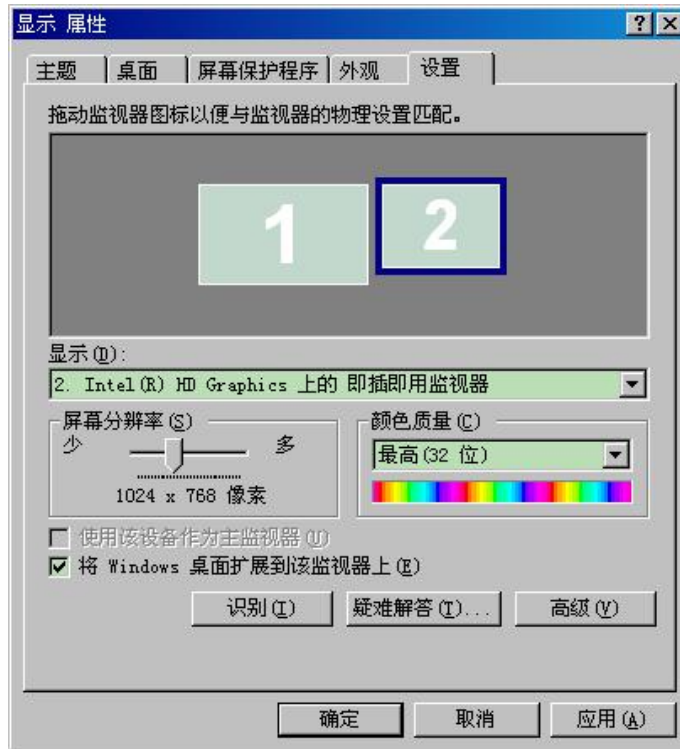 显示 属性
主题 桌面 屏幕保护程序 外观 设置
拖动监视器图标以便与监视器的物理设置匹配。
1 2
显示(D):
2. Intel(R) HD Graphics 上的 即插即用监视器
屏幕分辨率(S) 颜色质量(C)
少 多 最高(32 位)
1024 x 768 像素
使用该设备作为主监视器(U)
将 Windows 桌面扩展到该监视器上(E)
识别(I) 疑难解答(T)... 高级(V)
确定 取消 应用(A)